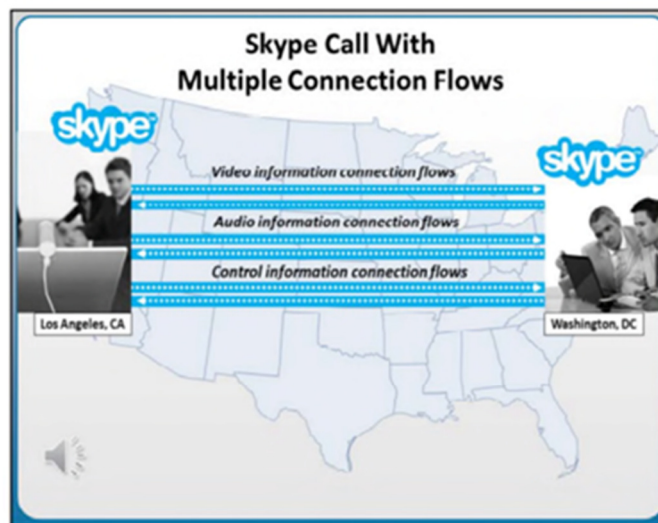 Skype Call With
Multiple Connection Flows
skype
skype
Video information connection flows
Audio information connection flows
Control information connection flows
Los Angeles, CA
Washington, DC